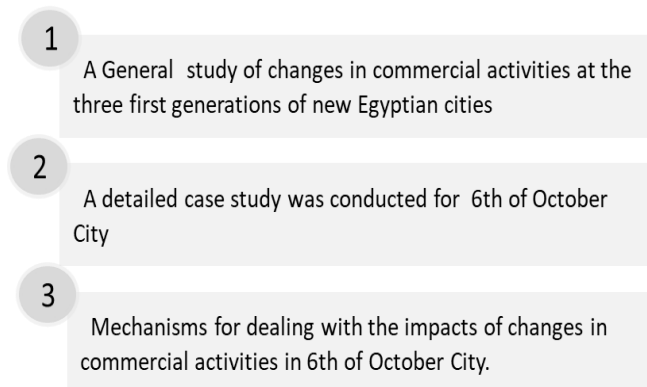 1
A General study of changes in commercial activities at the
three first generations of new Egyptian cities
2
A detailed case study was conducted for 6th of October
City
3
Mechanisms for dealing with the impacts of changes in
commercial activities in 6th of October City.